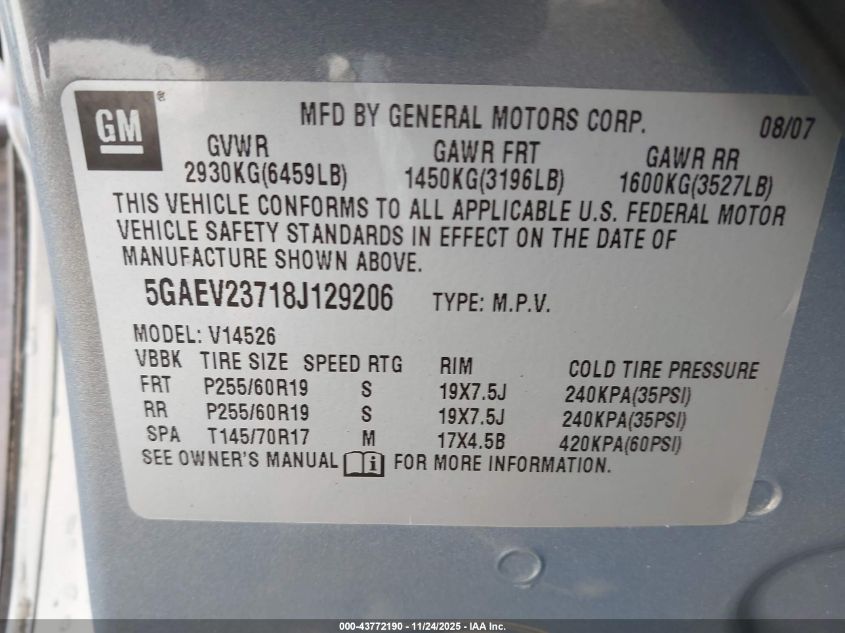 GM®
MFD BY GENERAL MOTORS CORP. 08/07
GVWR GAWR FRT GAWR RR
2930KG(6459LB) 1450KG(3196LB) 1600KG(3527LB)
THIS VEHICLE CONFORMS TO ALL APPLICABLE U.S. FEDERAL MOTOR
VEHICLE SAFETY STANDARDS IN EFFECT ON THE DATE OF
MANUFACTURE SHOWN ABOVE.
5GAEV23718J129206 TYPE: M.P.V.
MODEL: V14526
VBBK TIRE SIZE SPEED RTG RIM COLD TIRE PRESSURE
FRT P255/60R19 S 19X7.5J 240KPA(35PSI)
RR P255/60R19 S 19X7.5J 240KPA(35PSI)
SPA T145/70R17 M 17X4.5B 420KPA(60PSI)
SEE OWNER'S MANUAL i FOR MORE INFORMATION.
000-43772190 - 11/24/2025 - IAA Inc.